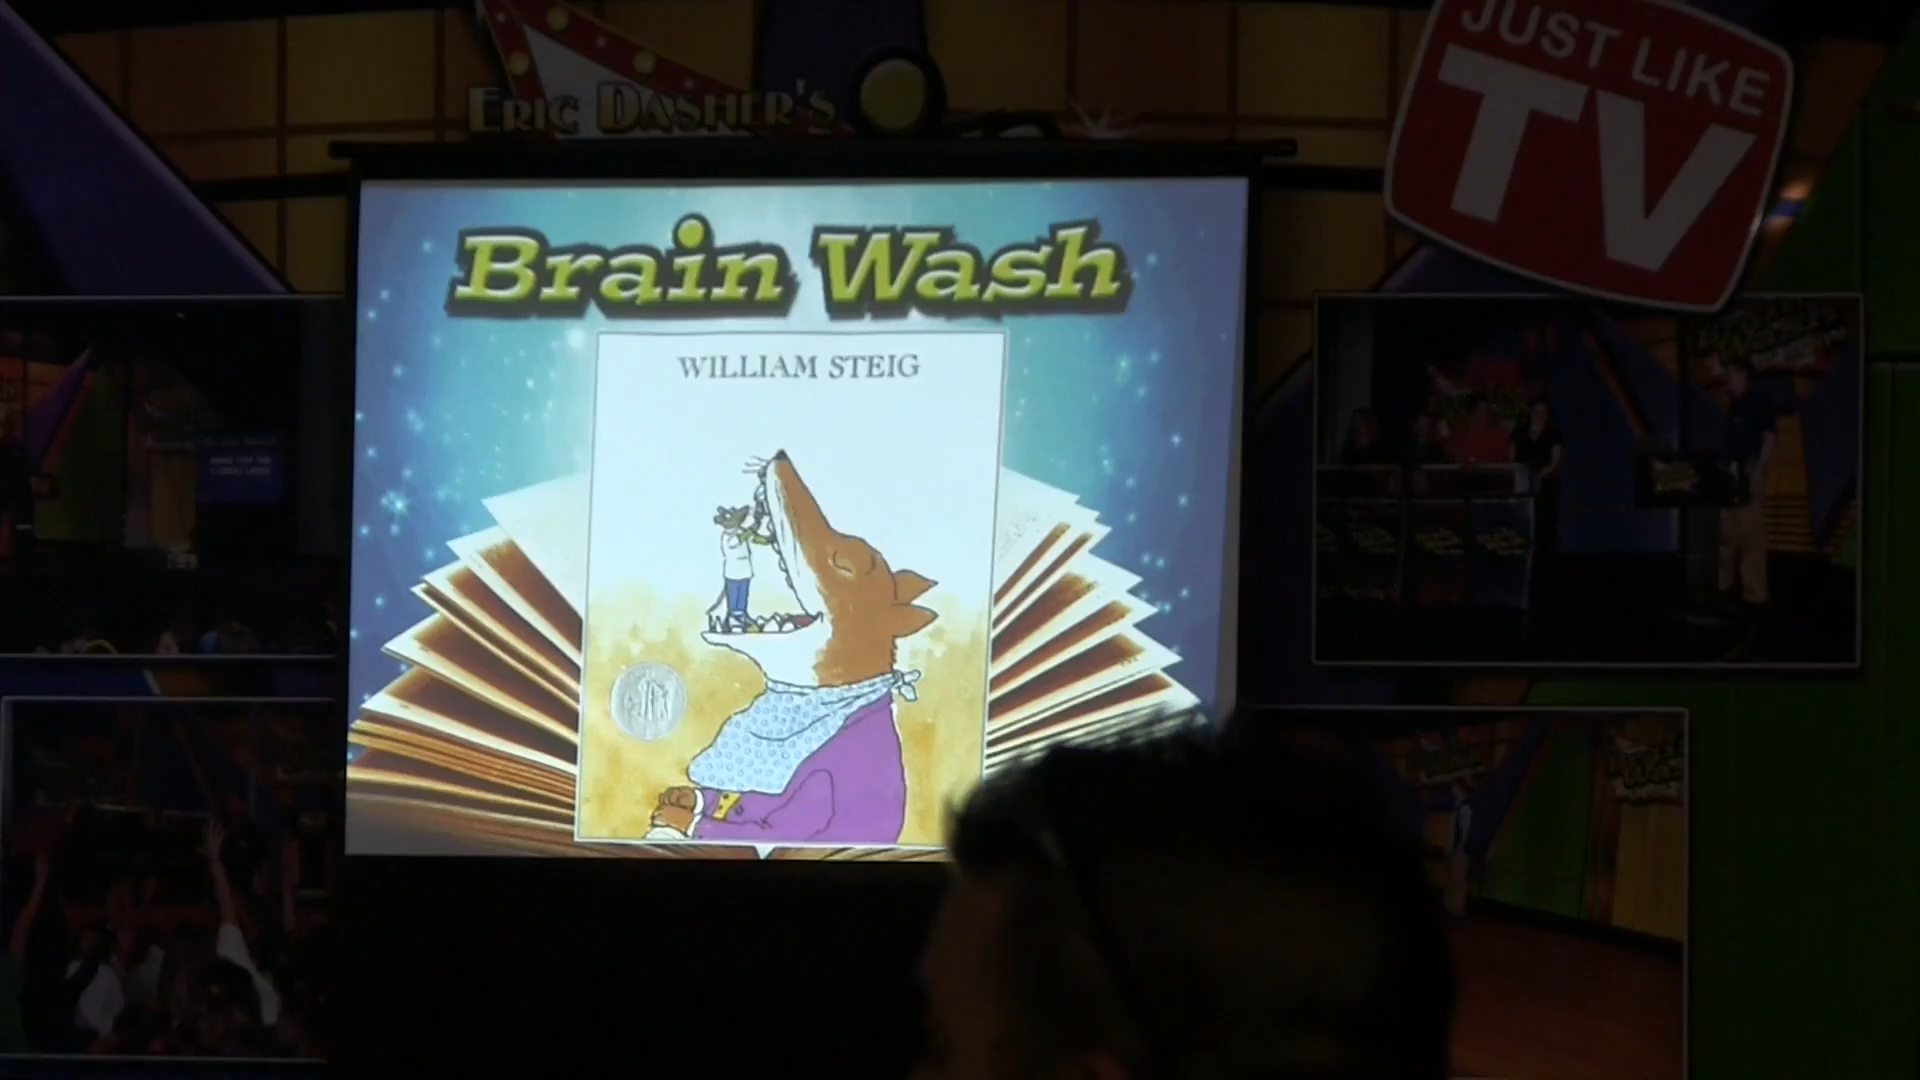 JUST LIKE
TV
ERIC DASHER'S
Brain Wash
WILLIAM STEIG